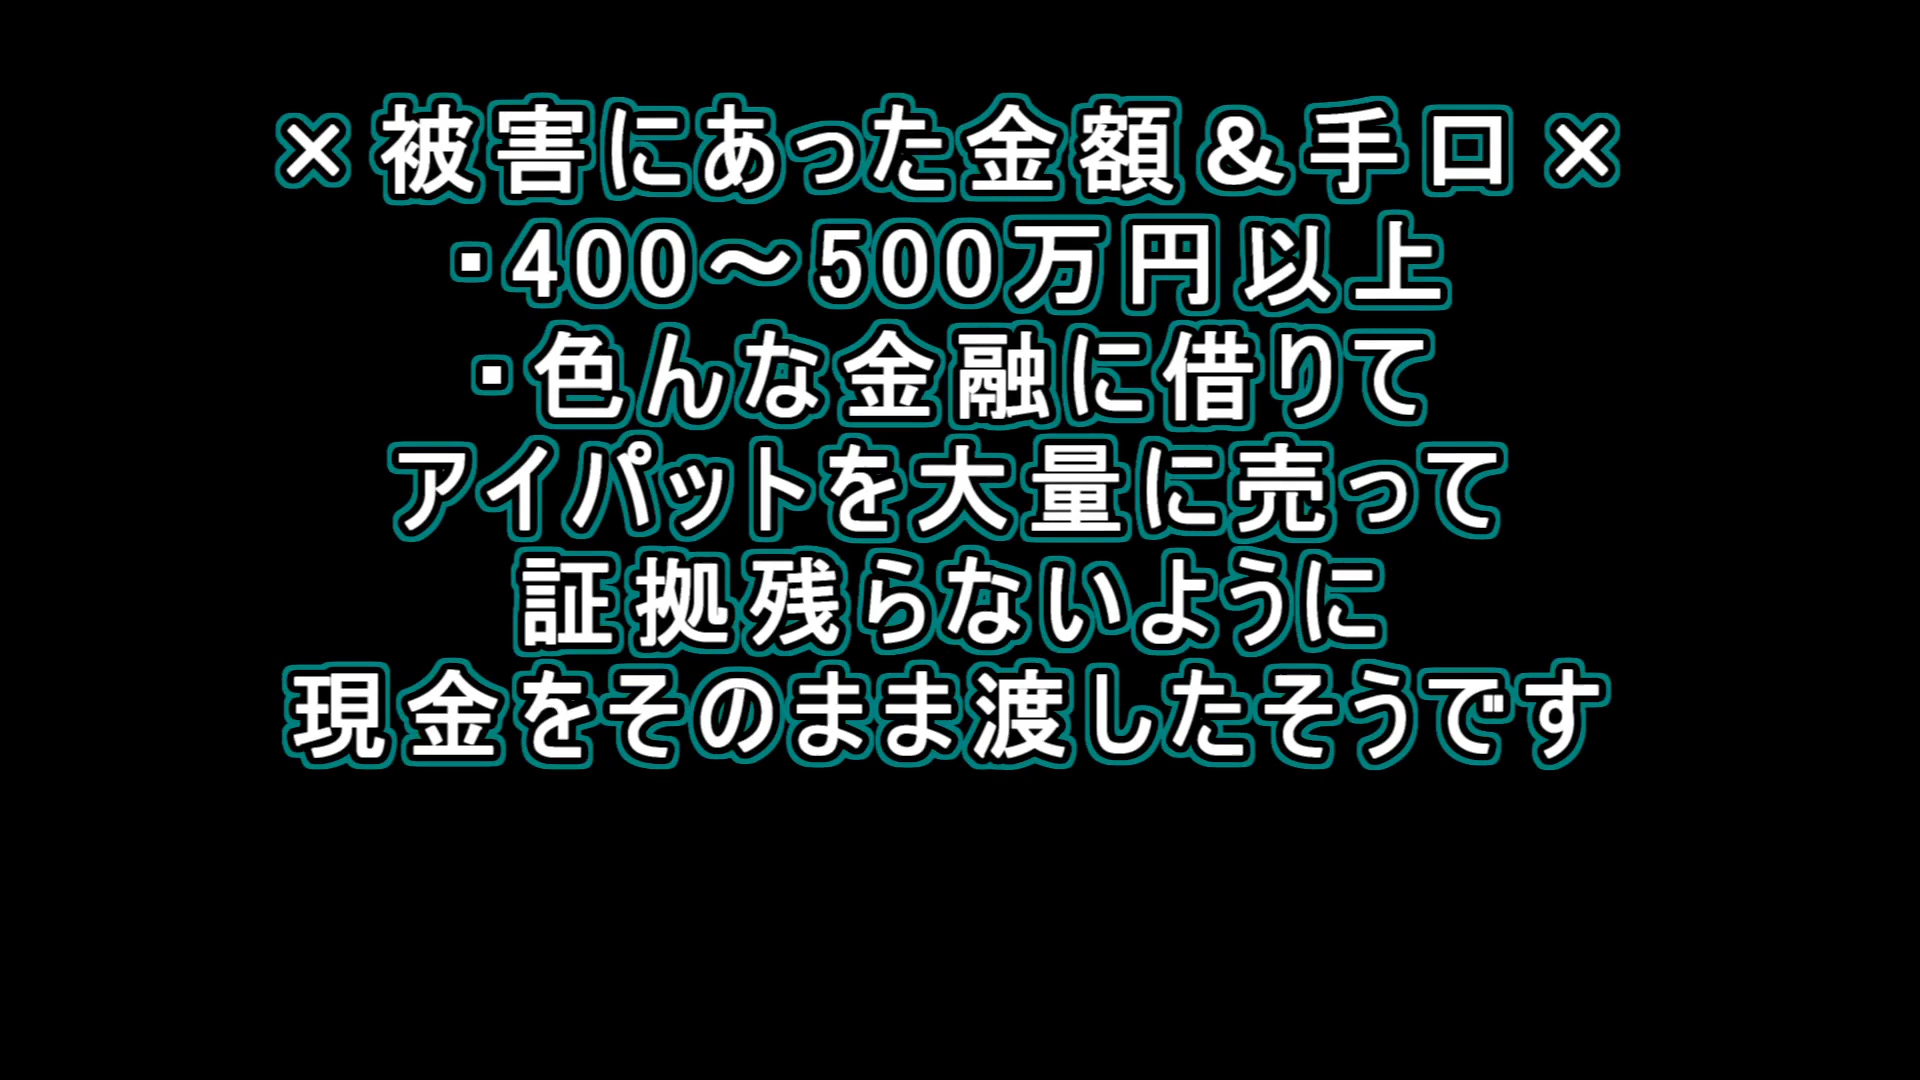 ×被害にあった金額＆手口×
・400～500万円以上
・色んな金融に借りて
アイパットを大量に売って
証拠残らないように
現金をそのまま渡したそうです